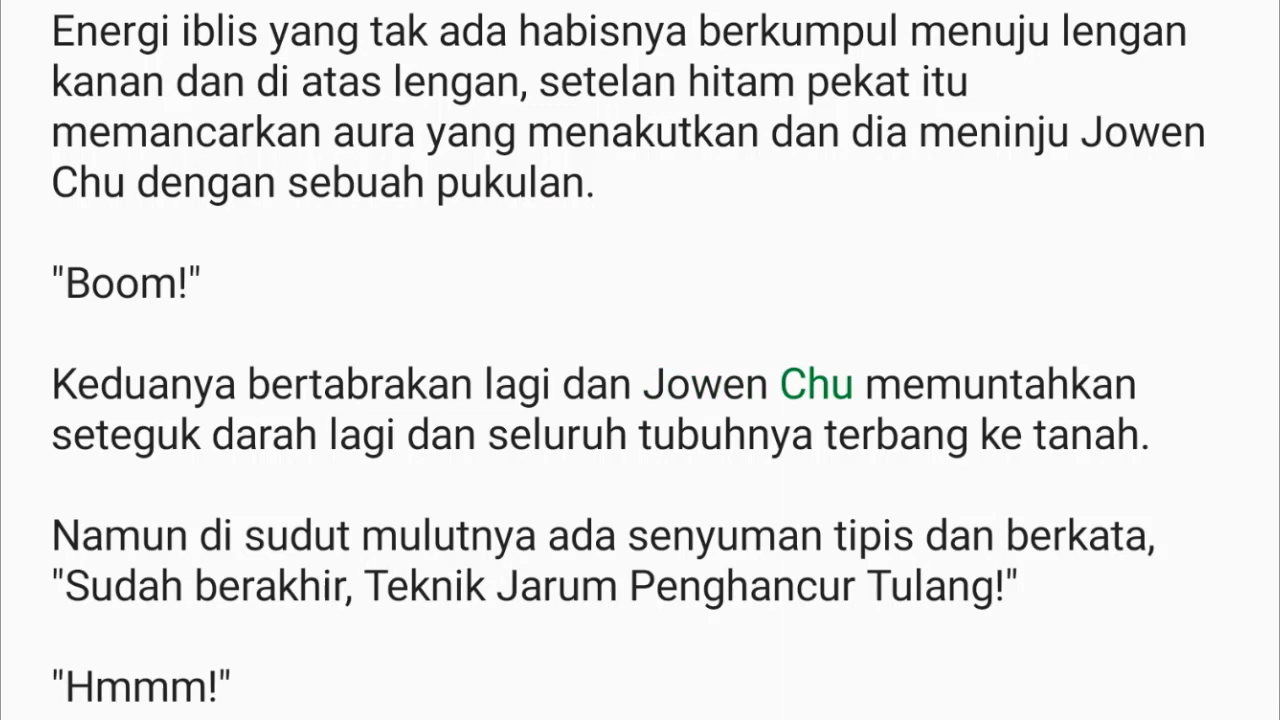 Energi iblis yang tak ada habisnya berkumpul menuju lengan
kanan dan di atas lengan, setelan hitam pekat itu
memancarkan aura yang menakutkan dan dia meninju Jowen
Chu dengan sebuah pukulan.
"Boom!"
Keduanya bertabrakan lagi dan Jowen Chu memuntahkan
seteguk darah lagi dan seluruh tubuhnya terbang ke tanah.
Namun di sudut mulutnya ada senyuman tipis dan berkata,
"Sudah berakhir, Teknik Jarum Penghancur Tulang!"
"Hmmm!"